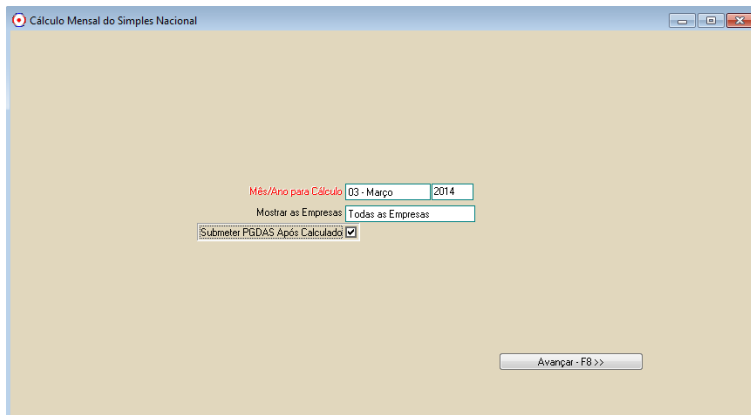 Cálculo Mensal do Simples Nacional
Mês/Ano para Cálculo 03 - Março 2014
Mostrar as Empresas Todas as Empresas
Submeter PGDAS Após Calculado
Avançar - F8 >>